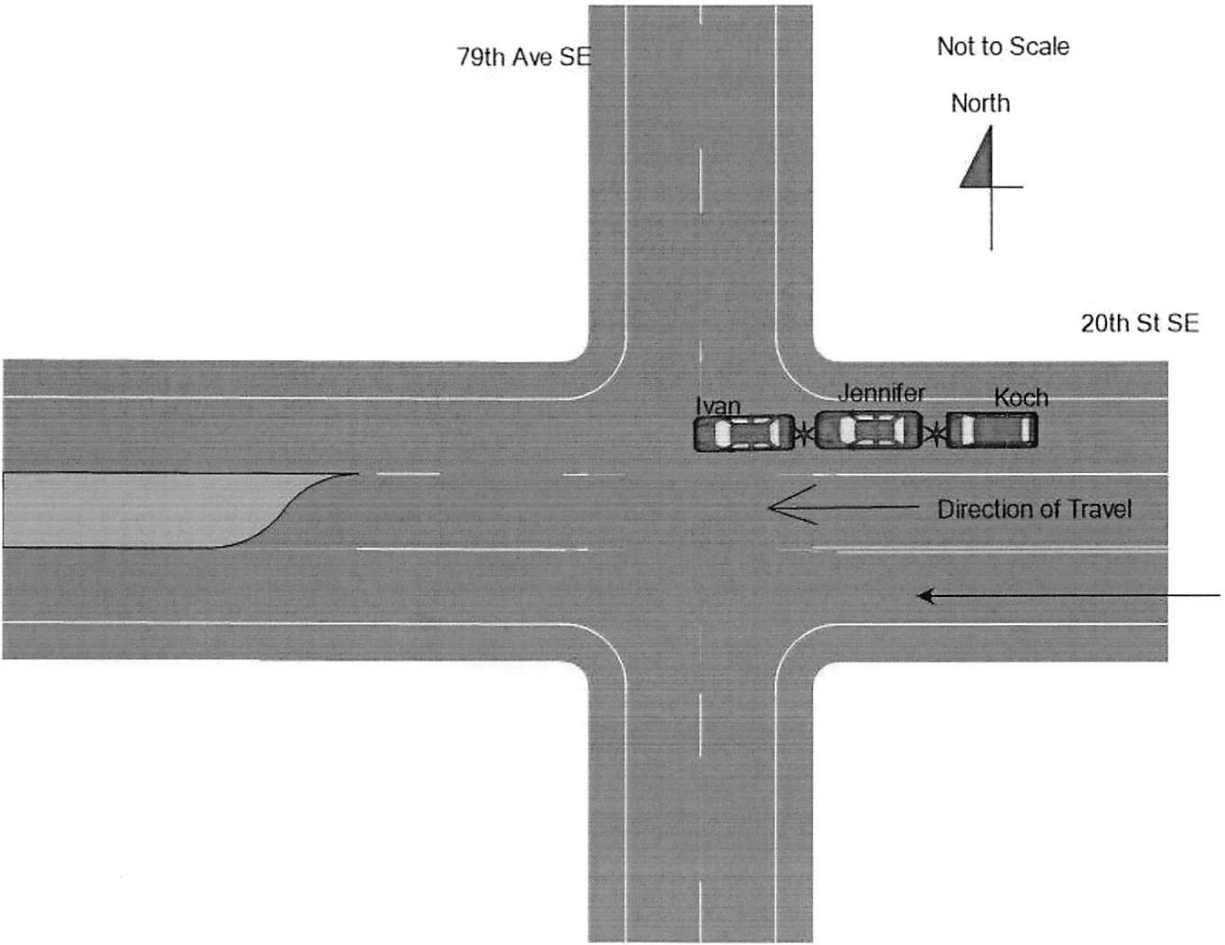 79th Ave SE
Not to Scale
North
20th St SE
Ivan
Jennifer
Koch
Direction of Travel